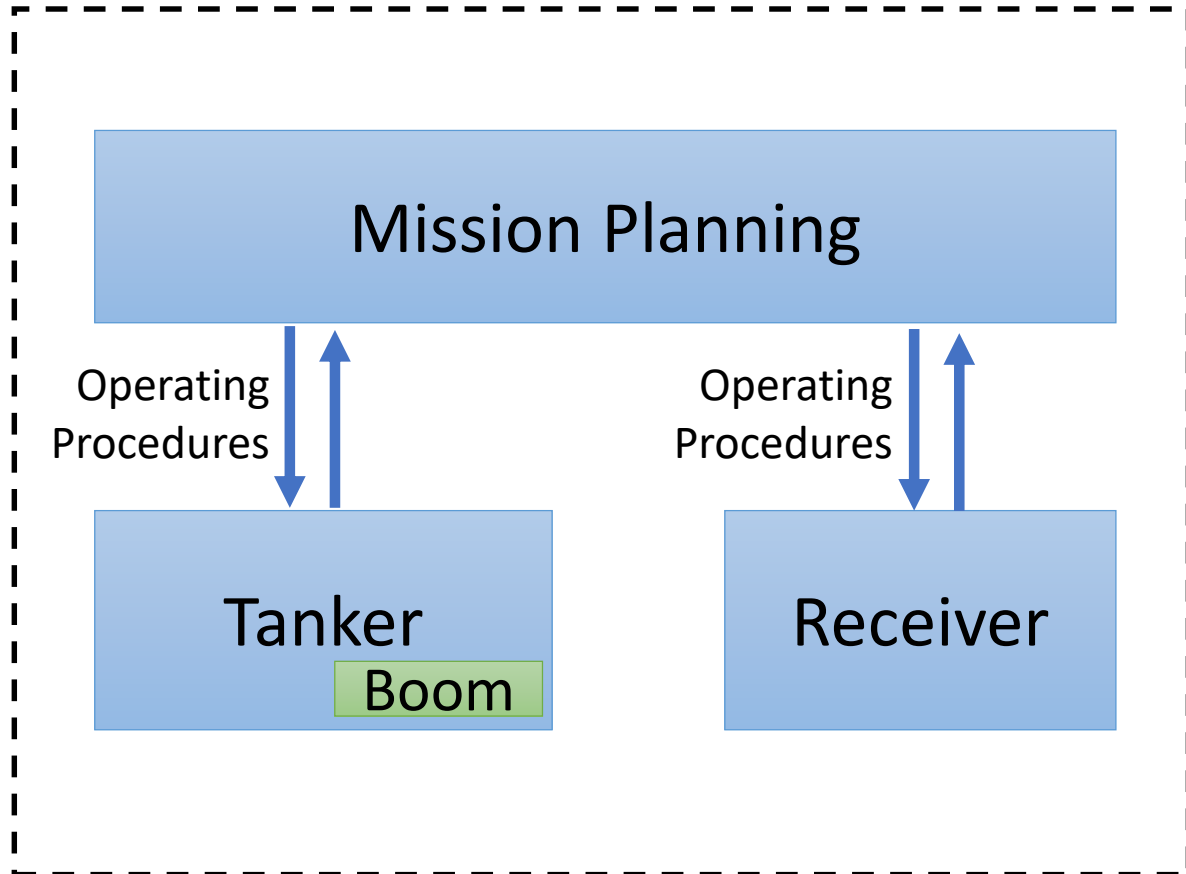 Mission Planning
Operating
Procedures
Operating
Procedures
Tanker
Boom
Receiver